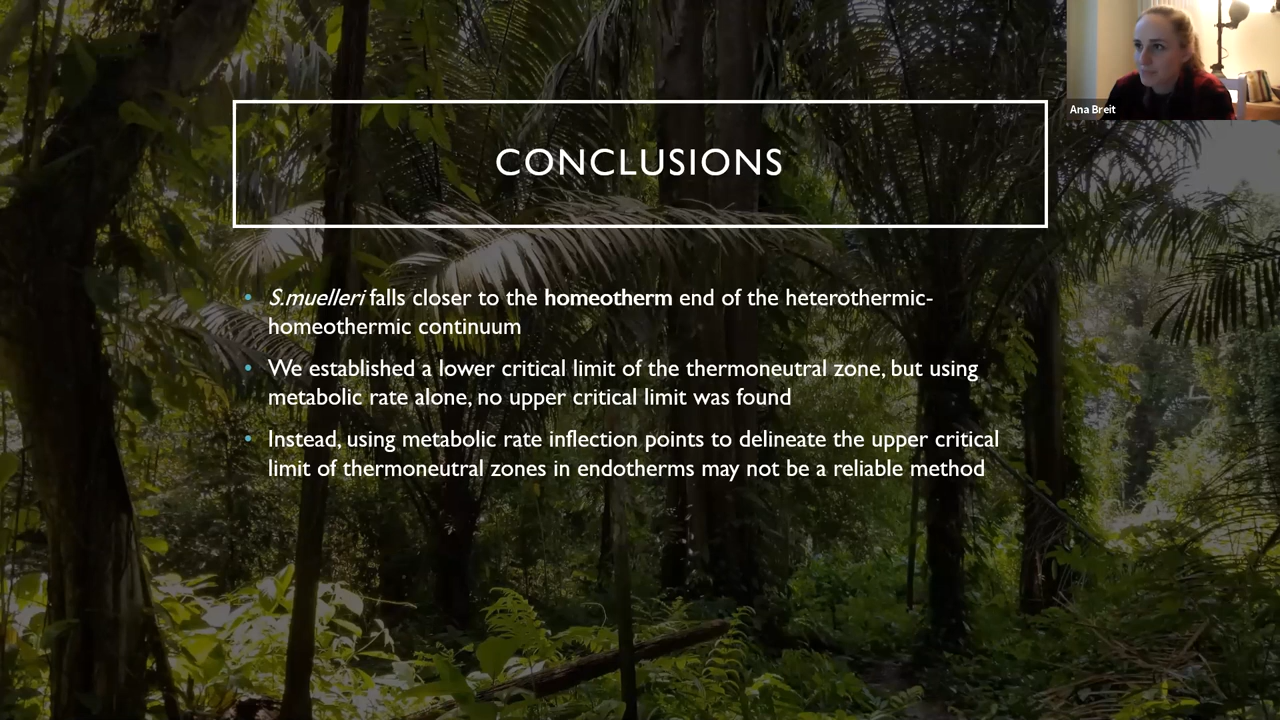 Ana Breit
CONCLUSIONS
• S.muelleri falls closer to the homeotherm end of the heterothermic-
homeothermic continuum
• We established a lower critical limit of the thermoneutral zone, but using
metabolic rate alone, no upper critical limit was found
• Instead, using metabolic rate inflection points to delineate the upper critical
limit of thermoneutral zones in endotherms may not be a reliable method